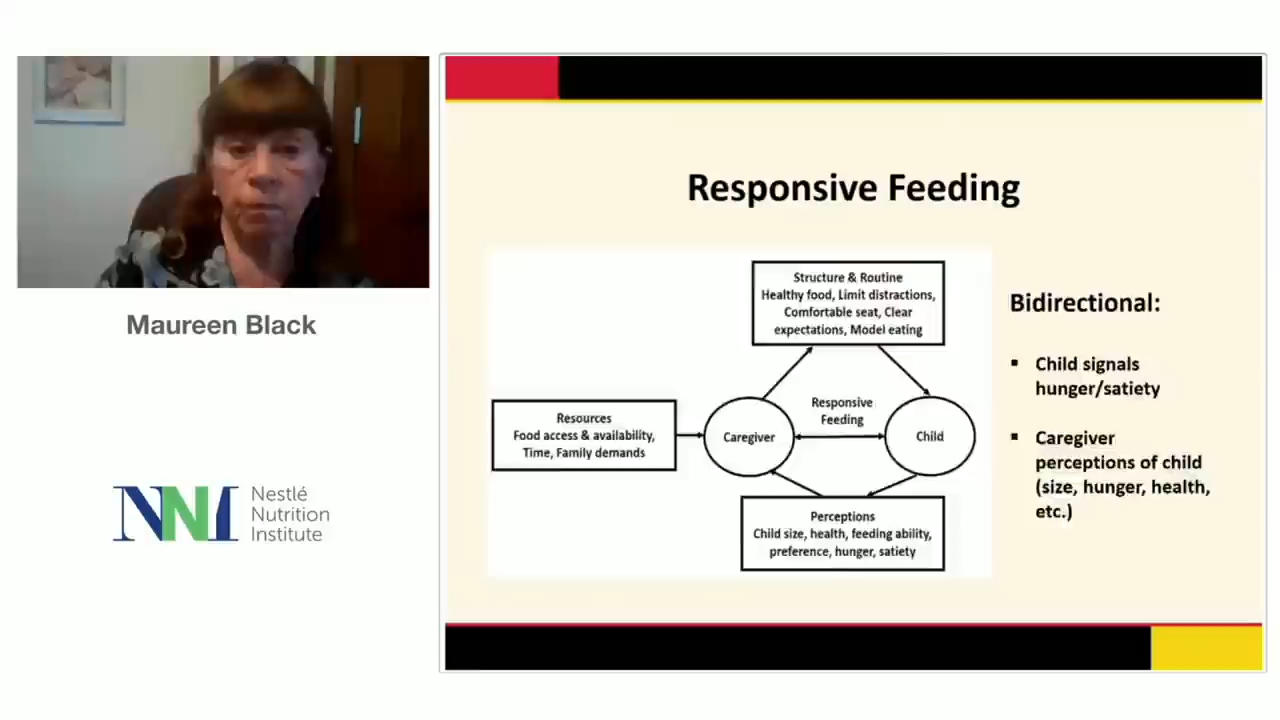 Maureen Black
NNI
Nestlé
Nutrition
Institute
Responsive Feeding
Structure & Routine
Healthy food, Limit distractions,
Comfortable seat, Clear
expectations, Model eating
Resources
Food access & availability,
Time, Family demands
Caregiver
Responsive
Feeding
Child
Perceptions
Child size, health, feeding ability,
preference, hunger, satiety
Bidirectional:
▪ Child signals
hunger/satiety
▪ Caregiver
perceptions of child
(size, hunger, health,
etc.)